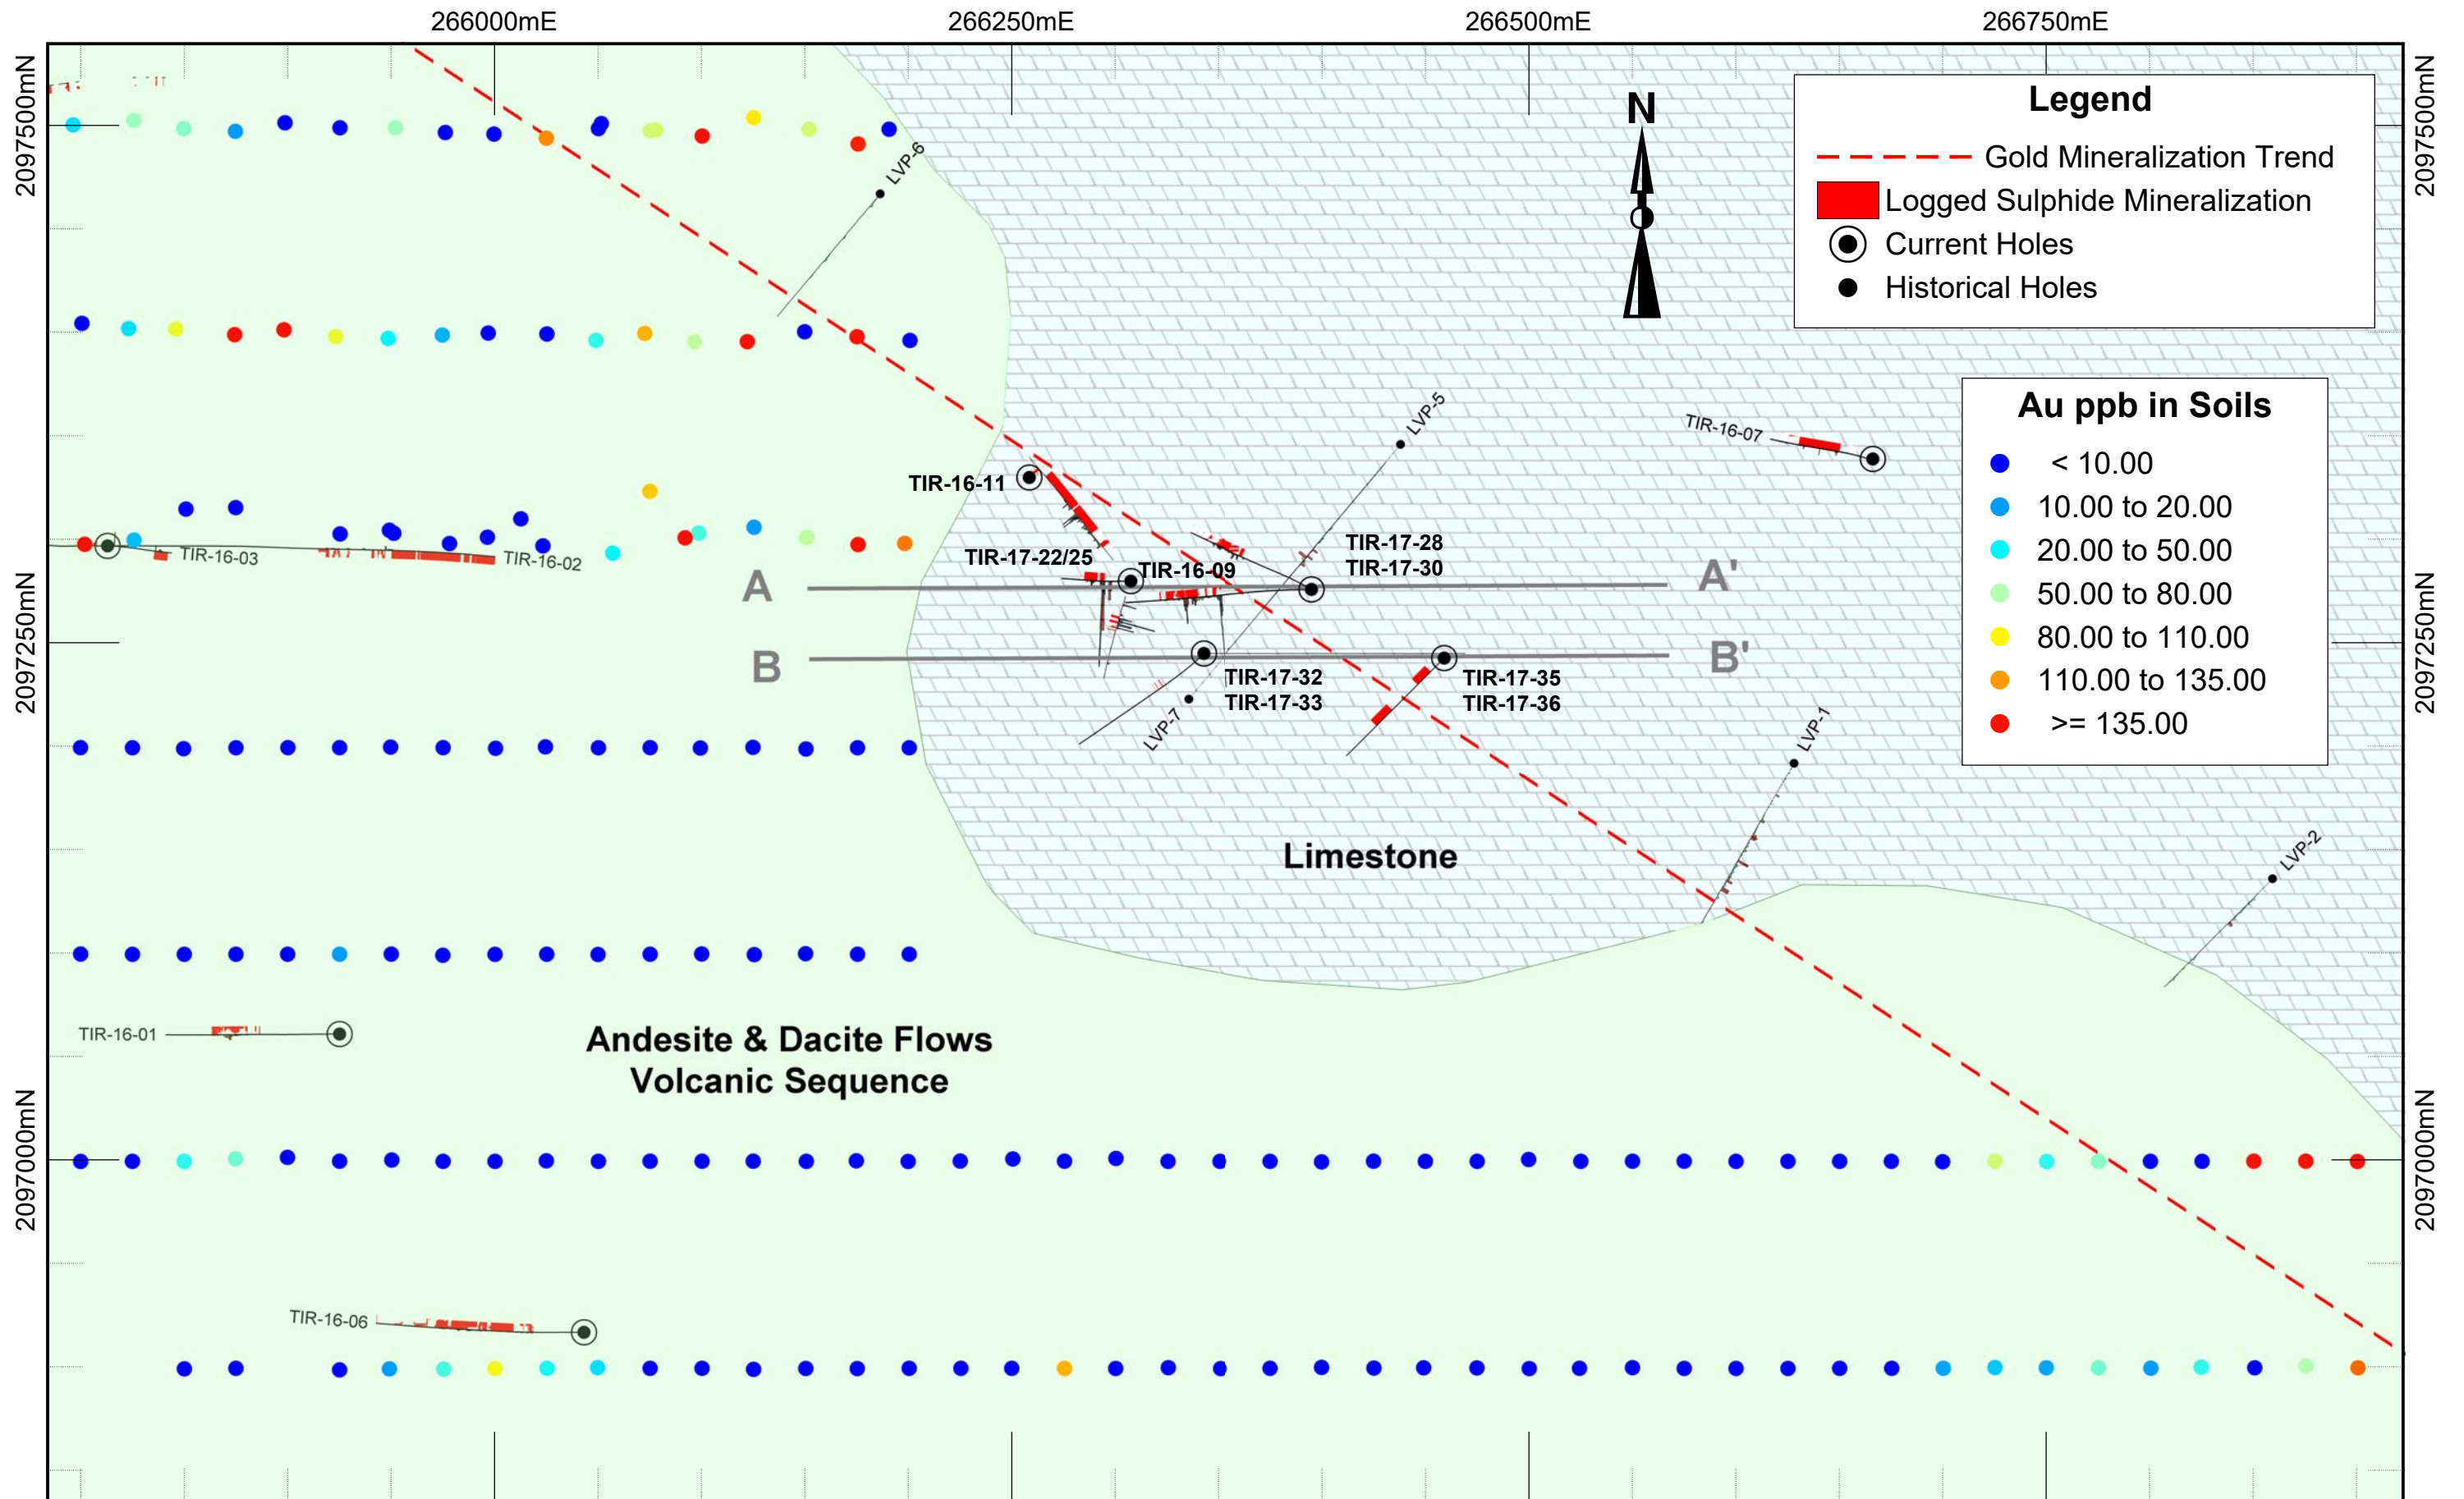 266000mE
266250mE
266500mE
266750mE
2097500mN
2097500mN
Legend
Gold Mineralization Trend
Logged Sulphide Mineralization
Current Holes
Historical Holes
N
LVP-6
LVP-5
TIR-16-07
Au ppb in Soils
< 10.00
10.00 to 20.00
20.00 to 50.00
50.00 to 80.00
80.00 to 110.00
110.00 to 135.00
>= 135.00
TIR-16-11
TIR-16-03
TIR-16-02
TIR-17-22/25
TIR-16-09
TIR-17-28
TIR-17-30
A
A'
B
B'
2097250mN
2097250mN
TIR-17-32
TIR-17-33
TIR-17-35
TIR-17-36
LVP-7
LVP-1
Limestone
LVP-2
TIR-16-01
Andesite & Dacite Flows
Volcanic Sequence
2097000mN
2097000mN
TIR-16-06